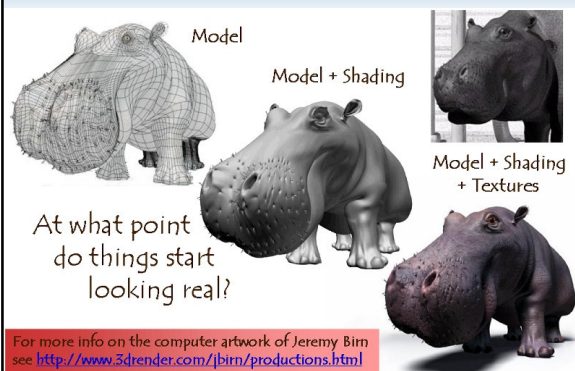 Model
Model + Shading
Model + Shading
+ Textures
At what point
do things start
looking real?
For more info on the computer artwork of Jeremy Birn
see http://www.3drender.com/jbirn/productions.html